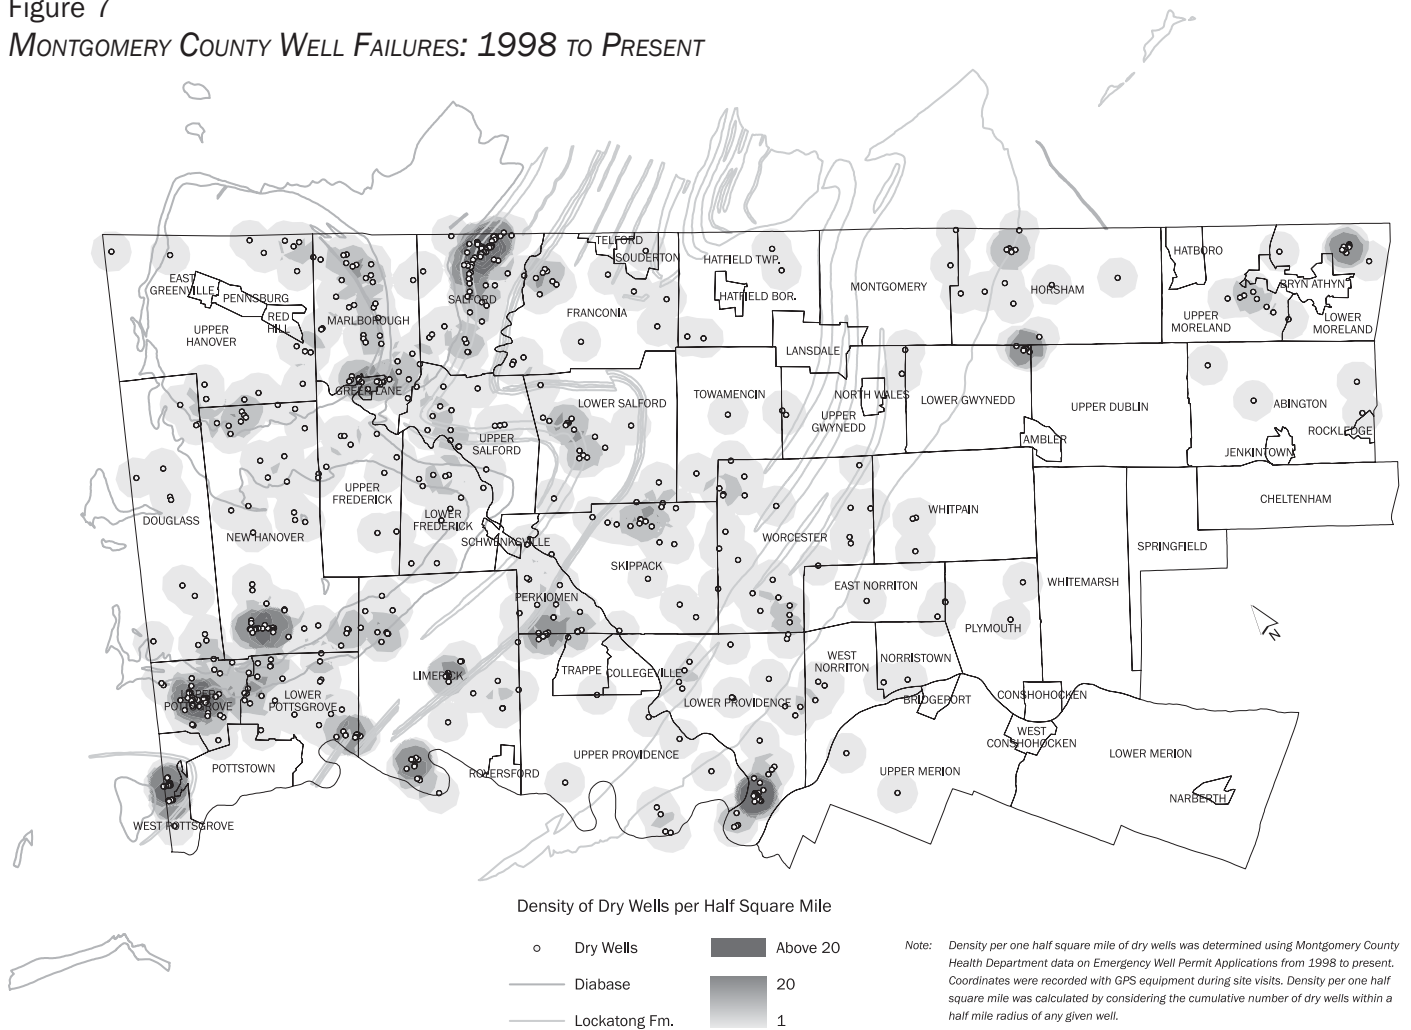 Figure 7
MONTGOMERY COUNTY WELL FAILURES: 1998 TO PRESENT
TELFORD
SOUDERTON
HATFIELD TWP.
HATBORO
EAST
GREENVILLE
PENNSBURG
RED
HILL
UPPER
HANOVER
MARLBOROUGH
SALFORD
FRANCONIA
HATFIELD BOR.
MONTGOMERY
HORSHAM
BRYN ATHYN
UPPER
MORELAND
LOWER
MORELAND
LANSDALE
GREEN LANE
LOWER SALFORD
TOWAMENCIN
NORTH WALES
UPPER
GWYNEDD
LOWER GWYNEDD
UPPER DUBLIN
ABINGTON
ROCKLEDGE
AMBLER
JENKINTOWN
UPPER
SALFORD
UPPER
FREDERICK
LOWER
FREDERICK
DOUGLASS
NEW HANOVER
SCHWENKSVILLE
WORCESTER
WHITPAIN
CHELTENHAM
SPRINGFIELD
SKIPPACK
EAST NORRITON
WHITEMARSH
PERKIOMEN
PLYMOUTH
WEST
NORRITON
NORRISTOWN
LIMERICK
TRAPPE
COLLEGEVILLE
UPPER
POTTSGROVE
LOWER
POTTSGROVE
LOWER PROVIDENCE
BRIDGEPORT
CONSHOHOCKEN
WEST
CONSHOHOCKEN
LOWER MERION
UPPER PROVIDENCE
POTTSTOWN
ROYERSFORD
UPPER MERION
NARBERTH
WEST POTTSGROVE
N
Density of Dry Wells per Half Square Mile
Dry Wells
Above 20
Diabase
20
Lockatong Fm.
1
Note: Density per one half square mile of dry wells was determined using Montgomery County
Health Department data on Emergency Well Permit Applications from 1998 to present.
Coordinates were recorded with GPS equipment during site visits. Density per one half
square mile was calculated by considering the cumulative number of dry wells within a
half mile radius of any given well.